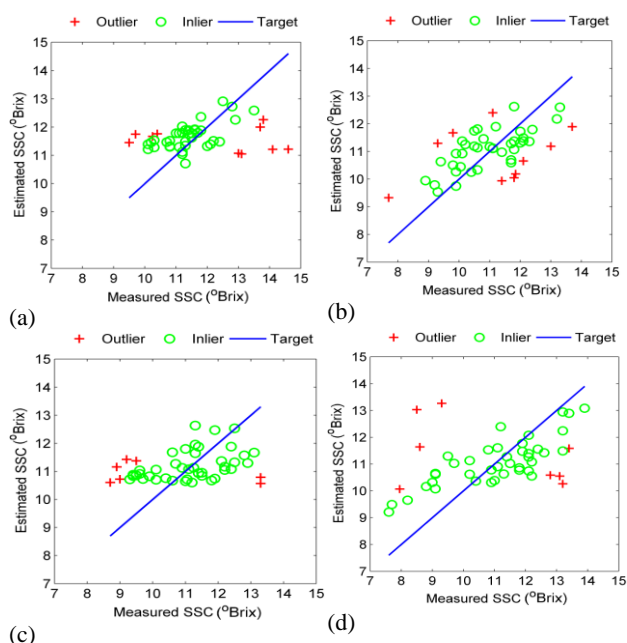 Outlier Inlier Target
15
14
13
12
11
10
9
8
7
Estimated SSC (°Brix)
7 8 9 10 11 12 13 14 15
Measured SSC (°Brix)
(a)
Outlier Inlier Target
15
14
13
12
11
10
9
8
7
Estimated SSC (°Brix)
7 8 9 10 11 12 13 14 15
Measured SSC (°Brix)
(b)
Outlier Inlier Target
15
14
13
12
11
10
9
8
7
Estimated SSC (°Brix)
7 8 9 10 11 12 13 14 15
Measured SSC (°Brix)
(c)
Outlier Inlier Target
15
14
13
12
11
10
9
8
7
Estimated SSC (°Brix)
7 8 9 10 11 12 13 14 15
Measured SSC (°Brix)
(d)